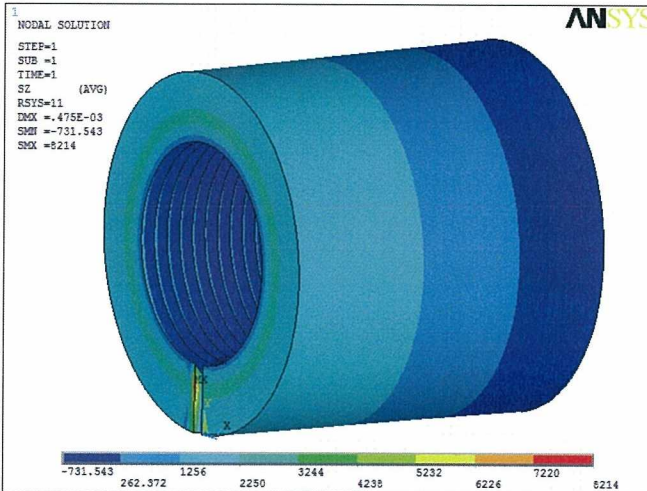 1
NODAL SOLUTION
ANSYS
STEP=1
SUB =1
TIME=1
SZ (AVG)
RSYS=11
DMX =.475E-03
SMN =-731.543
SMX =8214
MX
Y
X
-731.543 1256 3244 5232 7220
262.372 2250 4238 6226 8214